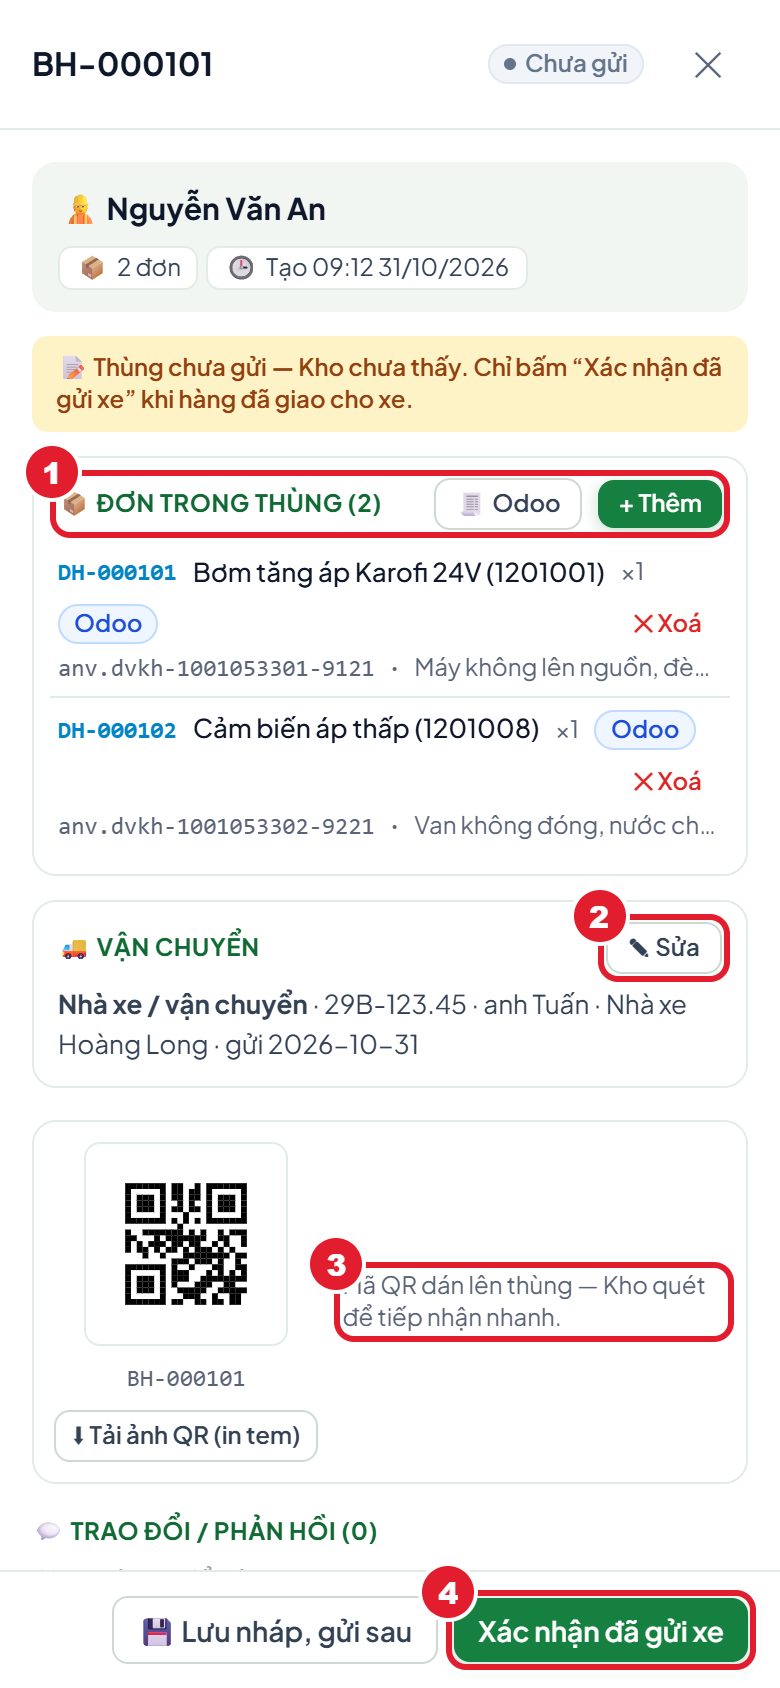 BH-000101
Chưa gửi
Nguyễn Văn An
2 đơn
Tạo 09:12 31/10/2026
Thùng chưa gửi — Kho chưa thấy. Chỉ bấm “Xác nhận đã
gửi xe” khi hàng đã giao cho xe.
1
ĐƠN TRONG THÙNG (2)
Odoo
+ Thêm
DH-000101 Bơm tăng áp Karofi 24V (1201001) ×1
Odoo
Xoá
anv.dvkh-1001053301-9121 · Máy không lên nguồn, đè...
DH-000102 Cảm biến áp thấp (1201008) ×1 Odoo
Xoá
anv.dvkh-1001053302-9221 · Van không đóng, nước ch...
2
VẬN CHUYỂN
Sửa
Nhà xe / vận chuyển · 29B-123.45 · anh Tuấn · Nhà xe
Hoàng Long · gửi 2026-10-31
3
QR dán lên thùng — Kho quét
để tiếp nhận nhanh.
BH-000101
Tải ảnh QR (in tem)
TRAO ĐỔI / PHẢN HỒI (0)
4
Lưu nháp, gửi sau
Xác nhận đã gửi xe